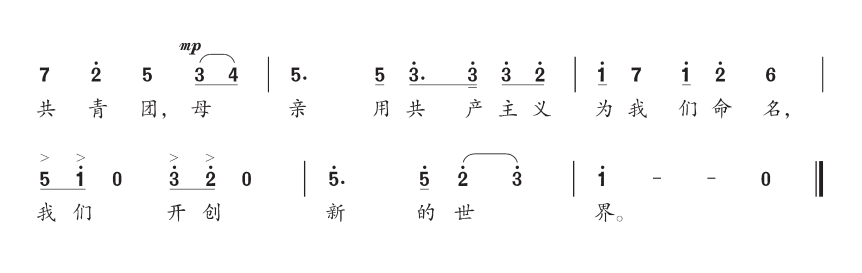 mp
7 2̇ 5 3 4 | 5. 5 3̇. 3̇ 3̇ 2̇ | 1̇ 7 1̇ 2̇ 6 |
共 青 团，母 亲 用 共 产 主 义 为 我 们 命 名，
> > > >
5 1̇ 0 3̇ 2̇ 0 | 5̇. 5̇ 2̇ 3̇ | 1̇ - - 0 ‖
我 们 开 创 新 的 世 界。